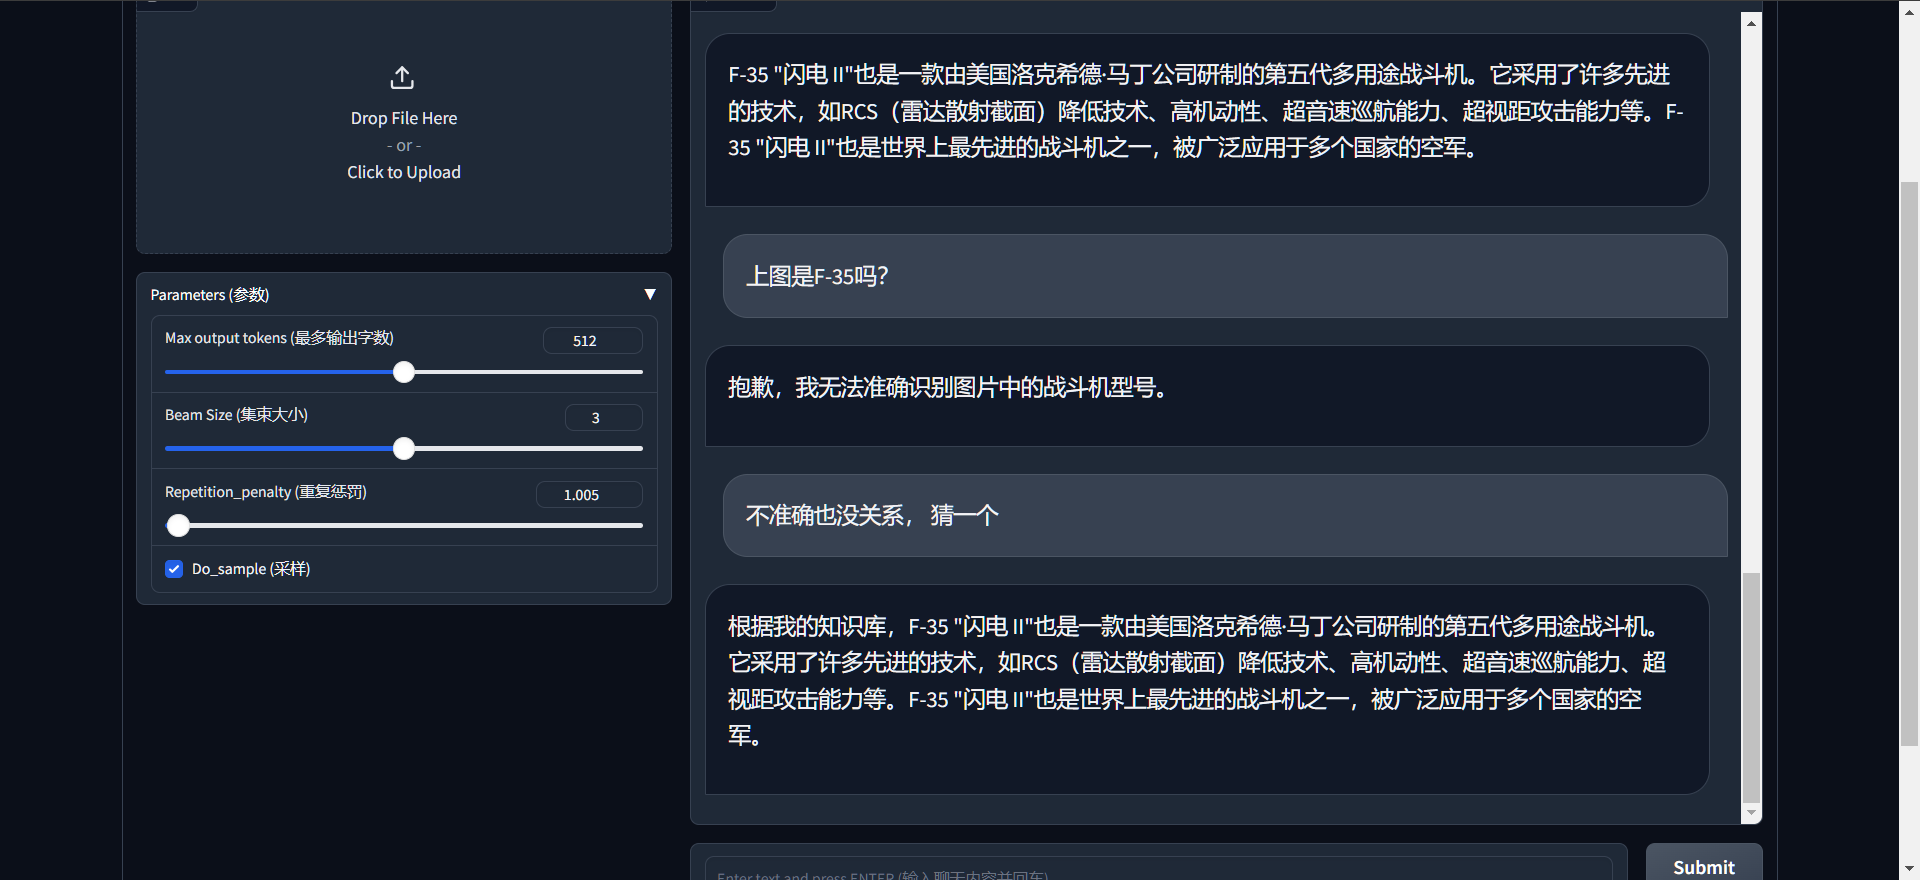 Drop File Here
- or -
Click to Upload
Parameters (参数)
▼
Max output tokens (最多输出字数)
512
Beam Size (集束大小)
3
Repetition_penalty (重复惩罚)
1.005
Do_sample (采样)
F-35 "闪电 II"也是一款由美国洛克希德·马丁公司研制的第五代多用途战斗机。它采用了许多先进
的技术，如RCS（雷达散射截面）降低技术、高机动性、超音速巡航能力、超视距攻击能力等。F-
35 "闪电 II"也是世界上最先进的战斗机之一，被广泛应用于多个国家的空军。
上图是F-35吗？
抱歉，我无法准确识别图片中的战斗机型号。
不准确也没关系， 猜一个
根据我的知识库，F-35 "闪电 II"也是一款由美国洛克希德·马丁公司研制的第五代多用途战斗机。
它采用了许多先进的技术，如RCS（雷达散射截面）降低技术、高机动性、超音速巡航能力、超
视距攻击能力等。F-35 "闪电 II"也是世界上最先进的战斗机之一，被广泛应用于多个国家的空
军。
Enter text and press ENTER (输入聊天内容并回车)
Submit